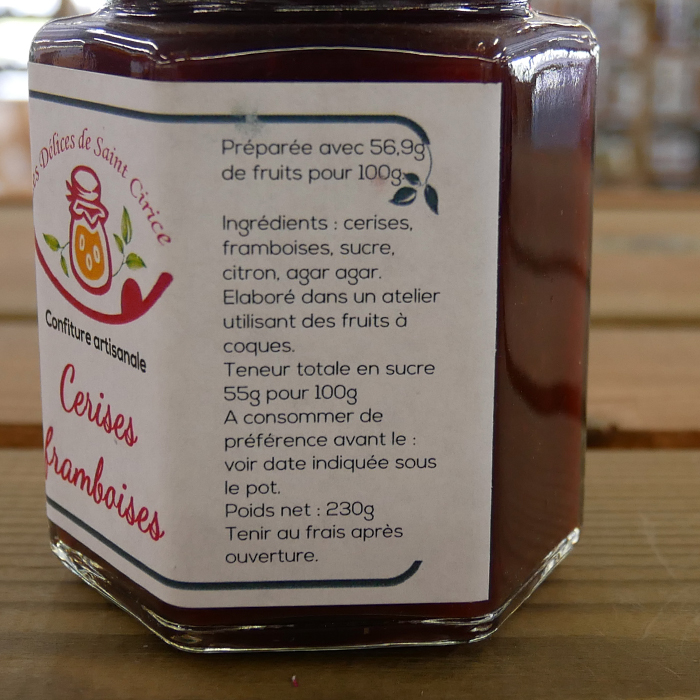 Délices de Saint Cirice
Confiture artisanale
Cerises
framboises
Préparée avec 56,9g
de fruits pour 100g
Ingrédients : cerises,
framboises, sucre,
citron, agar agar.
Elaboré dans un atelier
utilisant des fruits à
coques.
Teneur totale en sucre
55g pour 100g
A consommer de
préférence avant le :
voir date indiquée sous
le pot.
Poids net : 230g
Tenir au frais après
ouverture.